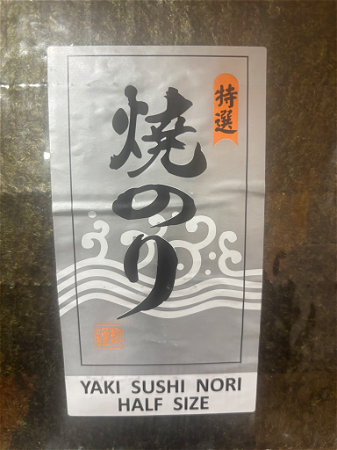 特選
焼のり
YAKI SUSHI NORI
HALF SIZE